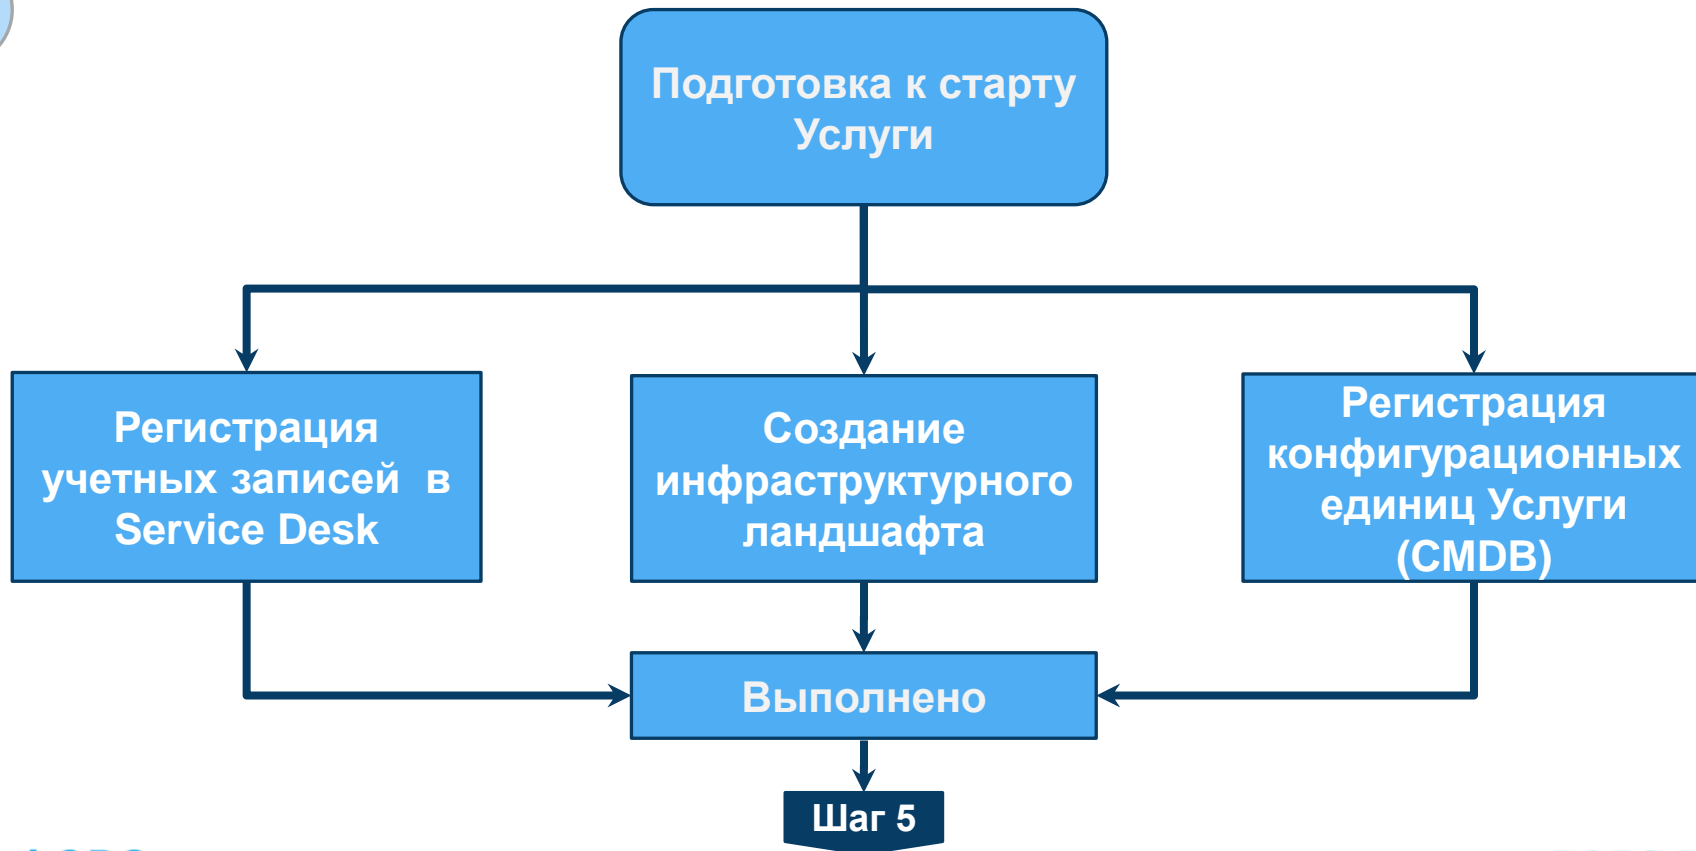 Подготовка к старту
Услуги
Регистрация
учетных записей в
Service Desk
Создание
инфраструктурного
ландшафта
Регистрация
конфигурационных
единиц Услуги
(CMDB)
Выполнено
Шаг 5